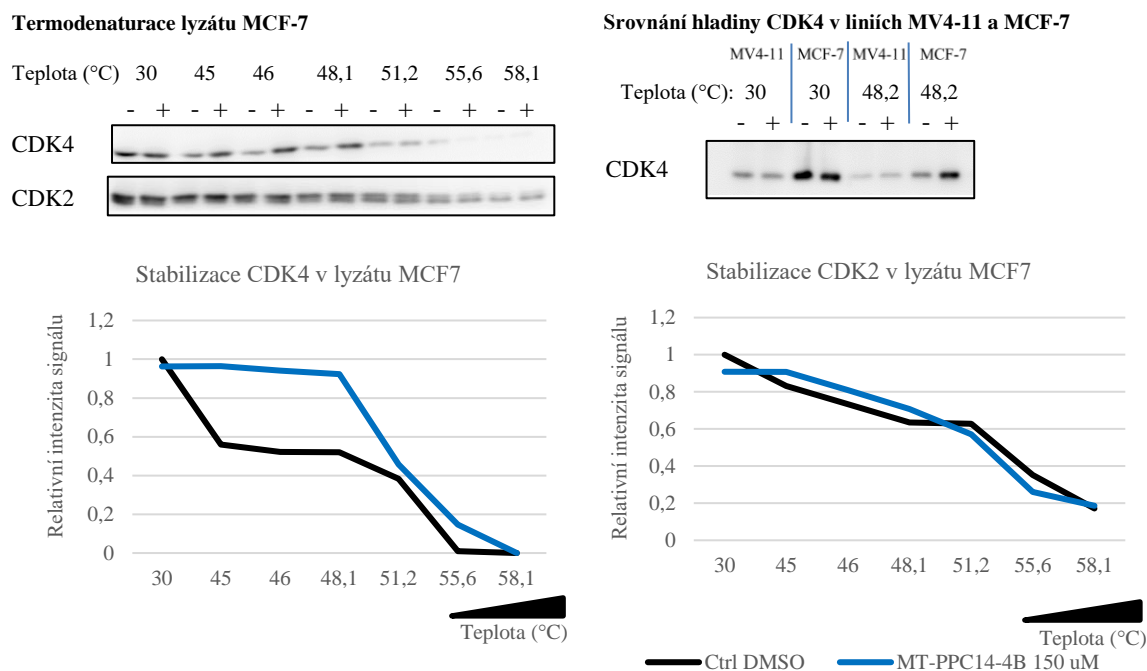 Termodenaturace lyzátu MCF-7
Teplota (°C) 30 45 46 48,1 51,2 55,6 58,1
- + - + - + - + - + - + - +
CDK4
CDK2
Srovnání hladiny CDK4 v liniích MV4-11 a MCF-7
MV4-11 MCF-7 MV4-11 MCF-7
Teplota (°C): 30 30 48,2 48,2
- + - + - + - +
CDK4
Stabilizace CDK4 v lyzátu MCF7
Relativní intenzita signálu
1,2
1
0,8
0,6
0,4
0,2
0
30 45 46 48,1 51,2 55,6 58,1
Teplota (°C)
Stabilizace CDK2 v lyzátu MCF7
Relativní intenzita signálu
1,2
1
0,8
0,6
0,4
0,2
0
30 45 46 48,1 51,2 55,6 58,1
Teplota (°C)
Ctrl DMSO MT-PPC14-4B 150 uM